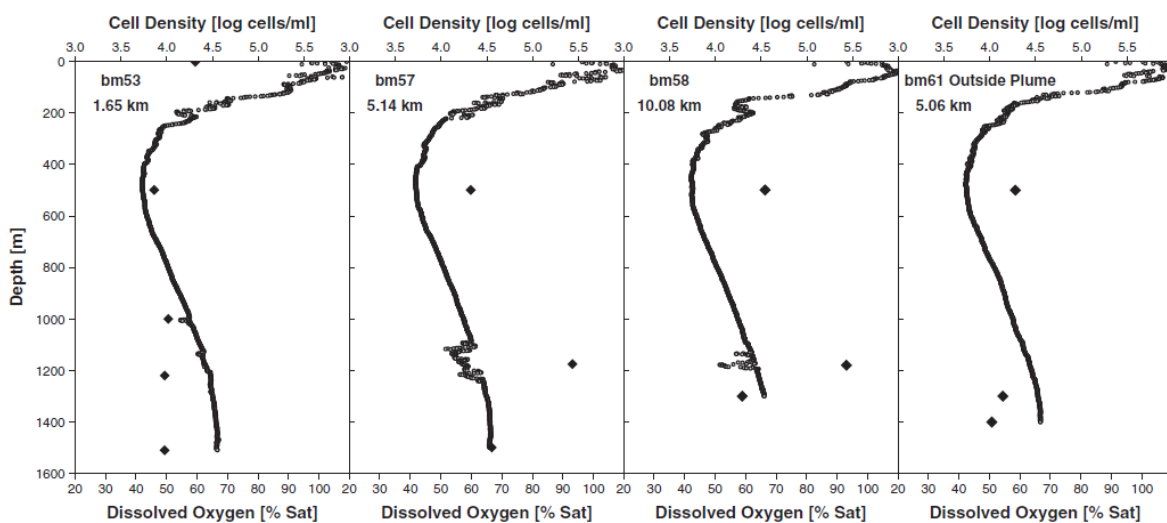 Cell Density [log cells/ml] Cell Density [log cells/ml] Cell Density [log cells/ml] Cell Density [log cells/ml]
3.0 3.5 4.0 4.5 5.0 5.5 3.0 3.5 4.0 4.5 5.0 5.5 3.0 3.5 4.0 4.5 5.0 5.5 3.0 3.5 4.0 4.5 5.0 5.5
0
bm53 bm57 bm58 bm61 Outside Plume
1.65 km 5.14 km 10.08 km 5.06 km
200
400
600
Depth [m]
800
1000
1200
1400
1600
20 30 40 50 60 70 80 90 100 20 30 40 50 60 70 80 90 100 20 30 40 50 60 70 80 90 100 20 30 40 50 60 70 80 90 100
Dissolved Oxygen [% Sat] Dissolved Oxygen [% Sat] Dissolved Oxygen [% Sat] Dissolved Oxygen [% Sat]